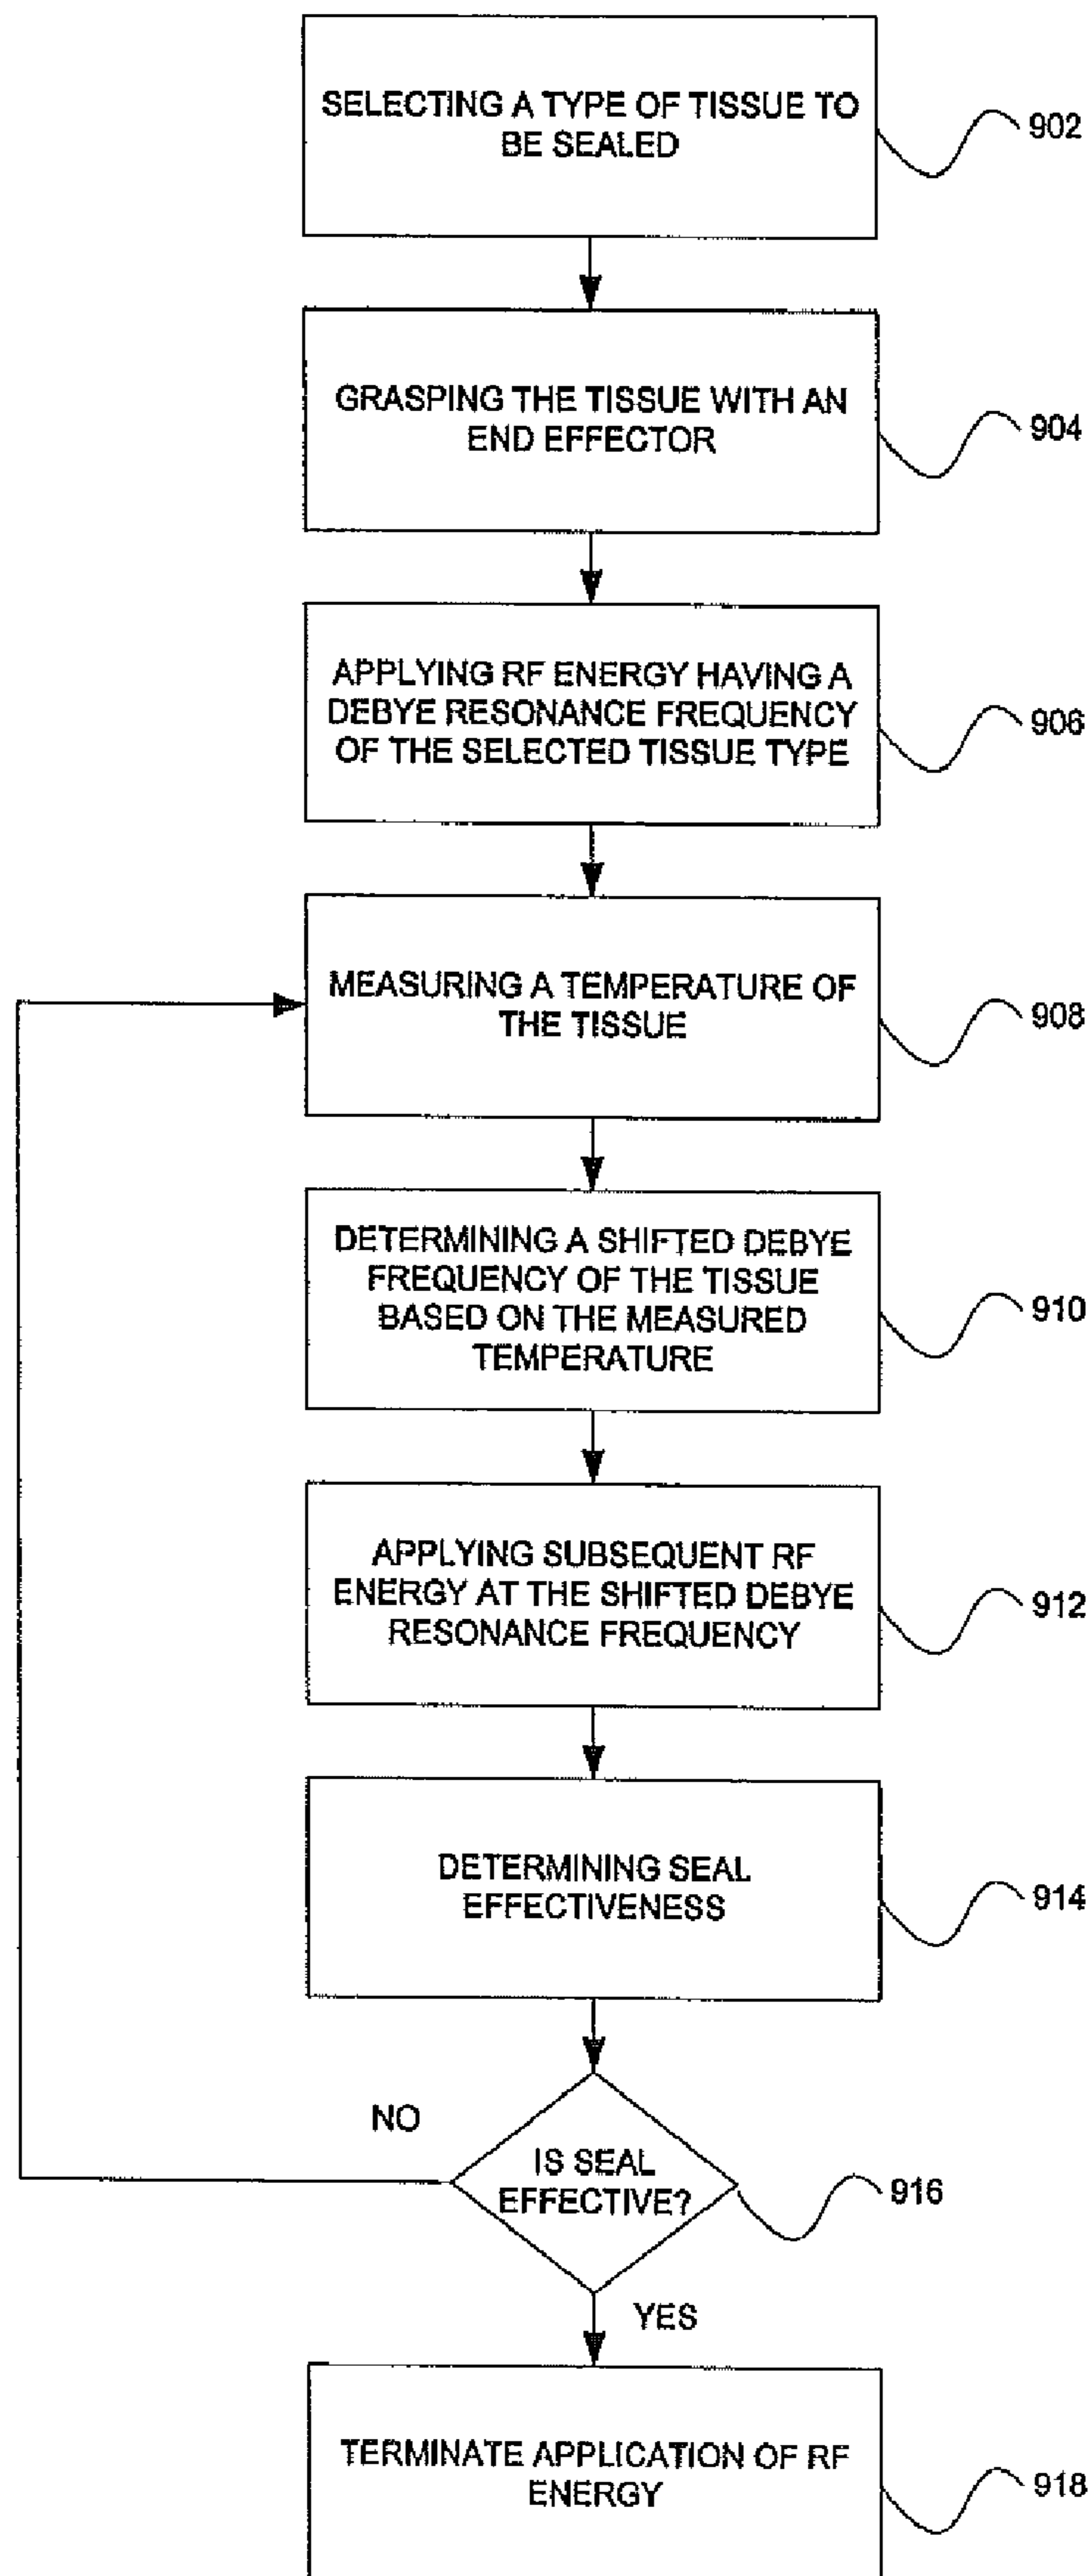 SELECTING A TYPE OF TISSUE TO
BE SEALED
902
GRASPING THE TISSUE WITH AN
END EFFECTOR
904
APPLYING RF ENERGY HAVING A
DEBYE RESONANCE FREQUENCY
OF THE SELECTED TISSUE TYPE
906
MEASURING A TEMPERATURE OF
THE TISSUE
908
DETERMINING A SHIFTED DEBYE
FREQUENCY OF THE TISSUE
BASED ON THE MEASURED
TEMPERATURE
910
APPLYING SUBSEQUENT RF
ENERGY AT THE SHIFTED DEBYE
RESONANCE FREQUENCY
912
DETERMINING SEAL
EFFECTIVENESS
914
NO
IS SEAL
EFFECTIVE?
916
YES
TERMINATE APPLICATION OF RF
ENERGY
918